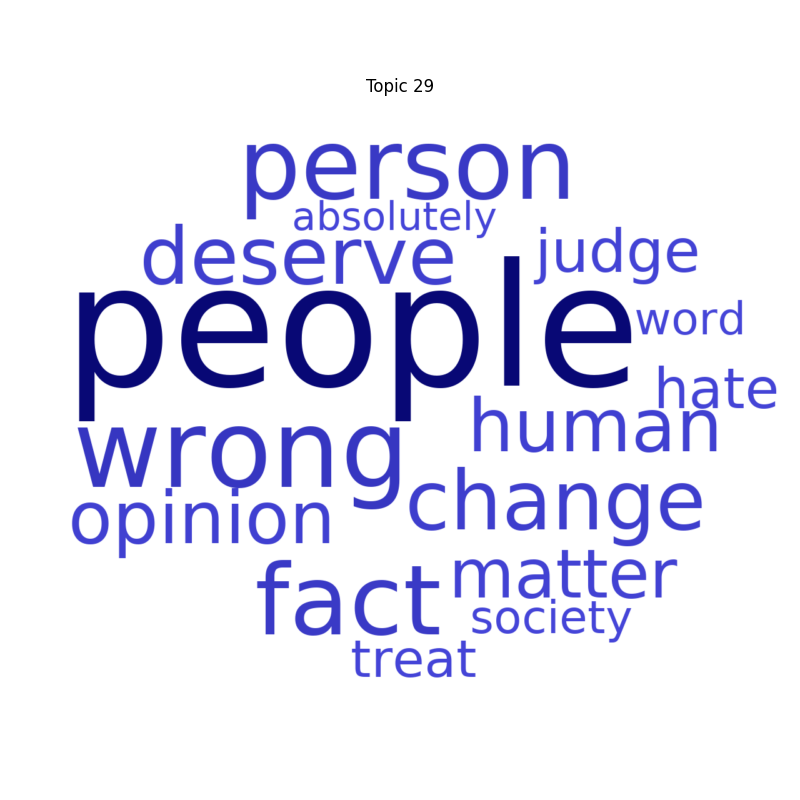 Topic 29
person
absolutely
deserve judge
people
word
hate
human
wrong
change
opinion
matter
fact
society
treat